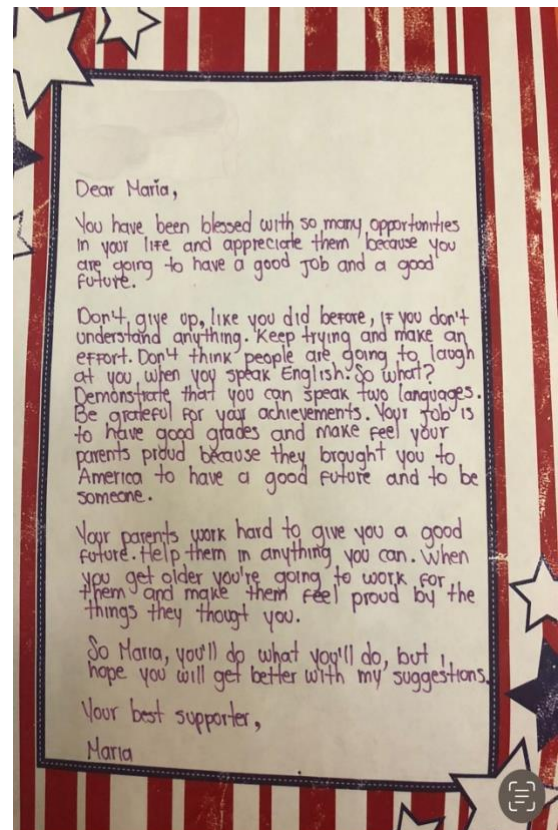 Dear María,
You have been blessed with so many opportunities
in your life and appreciate them because you
are going to have a good job and a good
future.
Don't give up, like you did before, if you don't
understand anything. Keep trying and make an
effort. Don't think people are going to laugh
at you when you speak English. So what?
Demonstrate that you can speak two languages.
Be grateful for your achievements. Your job is
to have good grades and make feel your
parents proud because they brought you to
America to have a good future and to be
someone.
Your parents work hard to give you a good
future. Help them in anything you can. When
you get older you're going to work for
them and make them feel proud by the
things they thougt you.
So Maria, you'll do what you'll do, but i
hope you will get better with my suggestions.
Your best supporter,
Maria